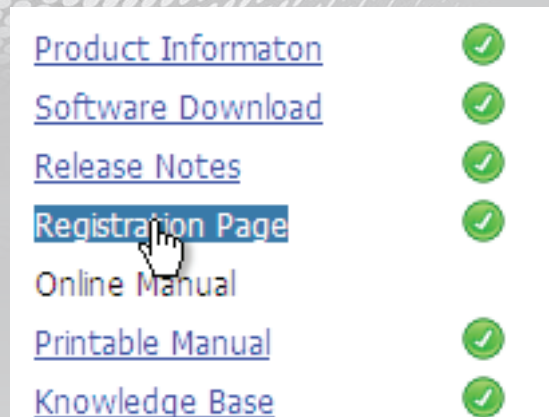 Product Informaton
Software Download
Release Notes
Registration Page
Online Manual
Printable Manual
Knowledge Base